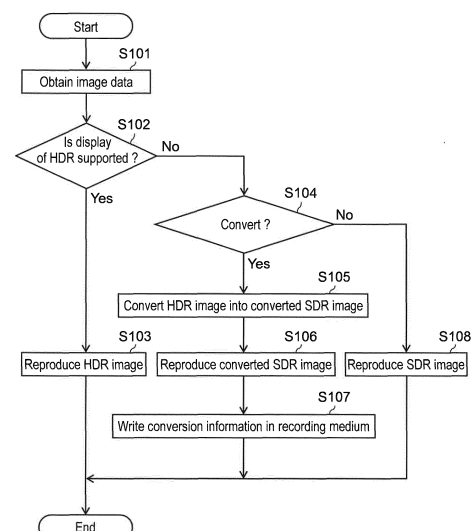 Start
S101
Obtain image data
S102
Is display
of HDR supported ?
No
Yes
S104
Convert ?
No
Yes
S105
Convert HDR image into converted SDR image
S103
Reproduce HDR image
S106
Reproduce converted SDR image
S108
Reproduce SDR image
S107
Write conversion information in recording medium
End